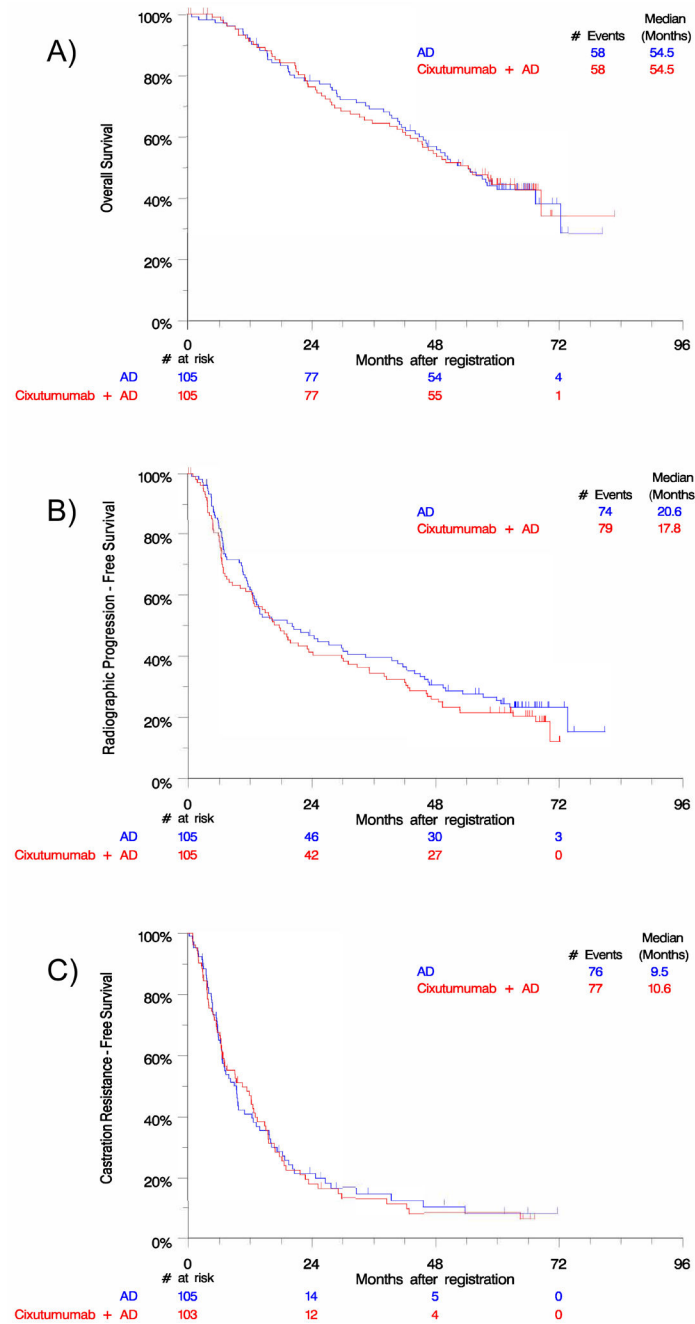 A)
Overall Survival
100%
80%
60%
40%
20%
0%
# Events Median (Months)
AD 58 54.5
Cixutumumab + AD 58 54.5
0 24 48 72 96
# at risk Months after registration
AD 105 77 54 4
Cixutumumab + AD 105 77 55 1
B)
Radiographic Progression - Free Survival
100%
80%
60%
40%
20%
0%
# Events Median (Months
AD 74 20.6
Cixutumumab + AD 79 17.8
0 24 48 72 96
# at risk Months after registration
AD 105 46 30 3
Cixutumumab + AD 105 42 27 0
C)
Castration Resistance - Free Survival
100%
80%
60%
40%
20%
0%
# Events Median (Months)
AD 76 9.5
Cixutumumab + AD 77 10.6
0 24 48 72 96
# at risk Months after registration
AD 105 14 5 0
Cixutumumab + AD 103 12 4 0